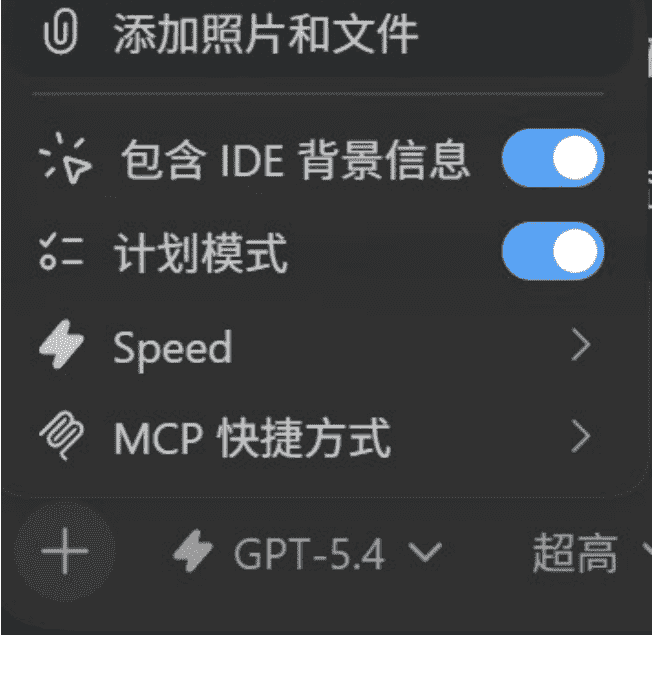 添加照片和文件
包含 IDE 背景信息
计划模式
Speed
MCP 快捷方式
GPT-5.4
超高